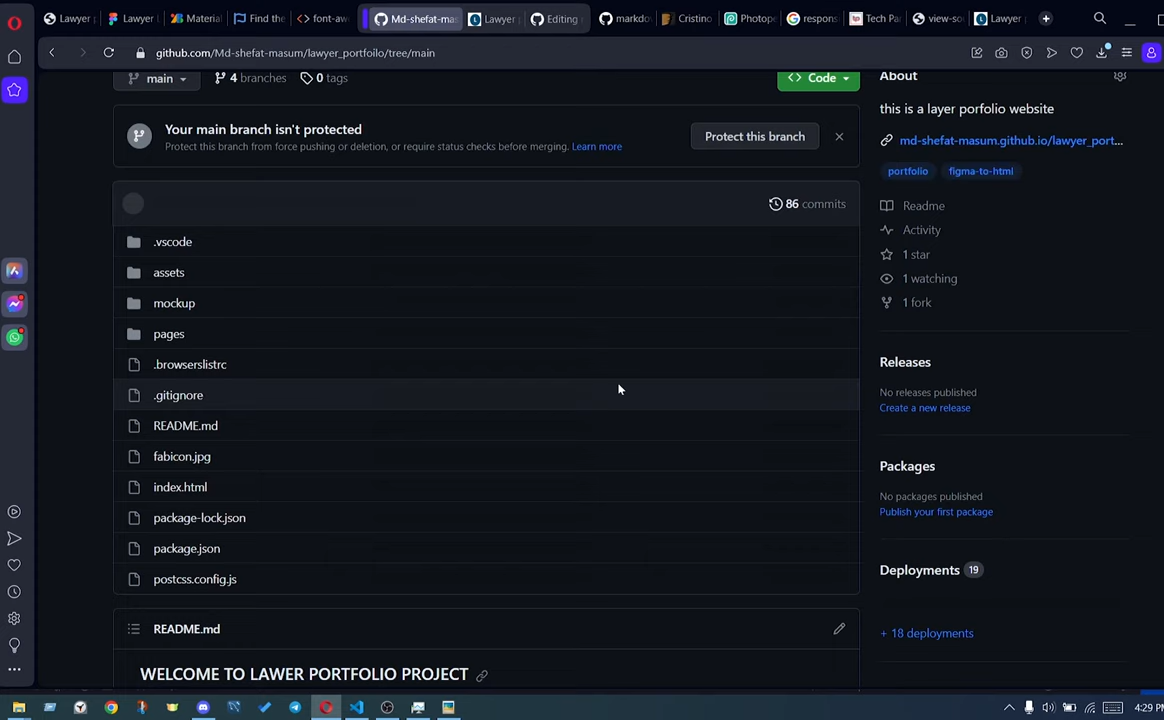 Lawyer
Lawyer
Material
Find the
font-aw
Md-shefat-mas
Lawyer
Editing
markdo
Cristino
Photope
respon
Tech Par
view-so
Lawyer
github.com/Md-shefat-masum/lawyer_portfoilo/tree/main
main
4 branches
0 tags
Code
About
this is a layer porfolio website
md-shefat-masum.github.io/lawyer_port...
portfolio
figma-to-html
Readme
Activity
1 star
1 watching
1 fork
Your main branch isn't protected
Protect this branch from force pushing or deletion, or require status checks before merging. Learn more
Protect this branch
86 commits
.vscode
assets
mockup
pages
.browserslistrc
.gitignore
README.md
fabicon.jpg
index.html
package-lock.json
package.json
postcss.config.js
Releases
No releases published
Create a new release
Packages
No packages published
Publish your first package
Deployments 19
+ 18 deployments
README.md
WELCOME TO LAWER PORTFOLIO PROJECT
4:29 PM